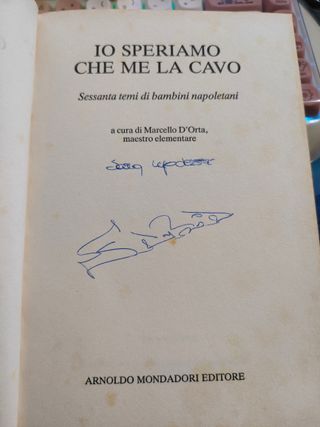 IO SPERIAMO
CHE ME LA CAVO
Sessanta temi di bambini napoletani
a cura di Marcello D'Orta,
maestro elementare
ARNOLDO MONDADORI EDITORE